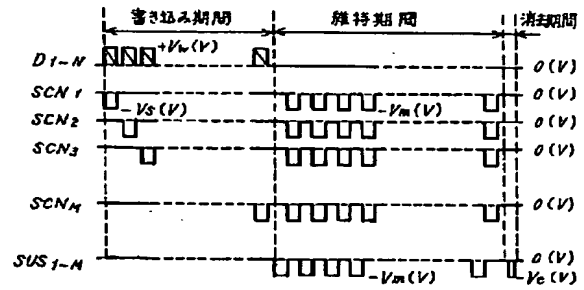 書き込み期間 維持期間 消去期間
D1~N +Vw(V) 0(V)
SCN1 -Vs(V) -Vm(V) 0(V)
SCN2 0(V)
SCN3 0(V)
SCNM 0(V)
SUS1~M -Vm(V) 0(V)
-Ve(V)